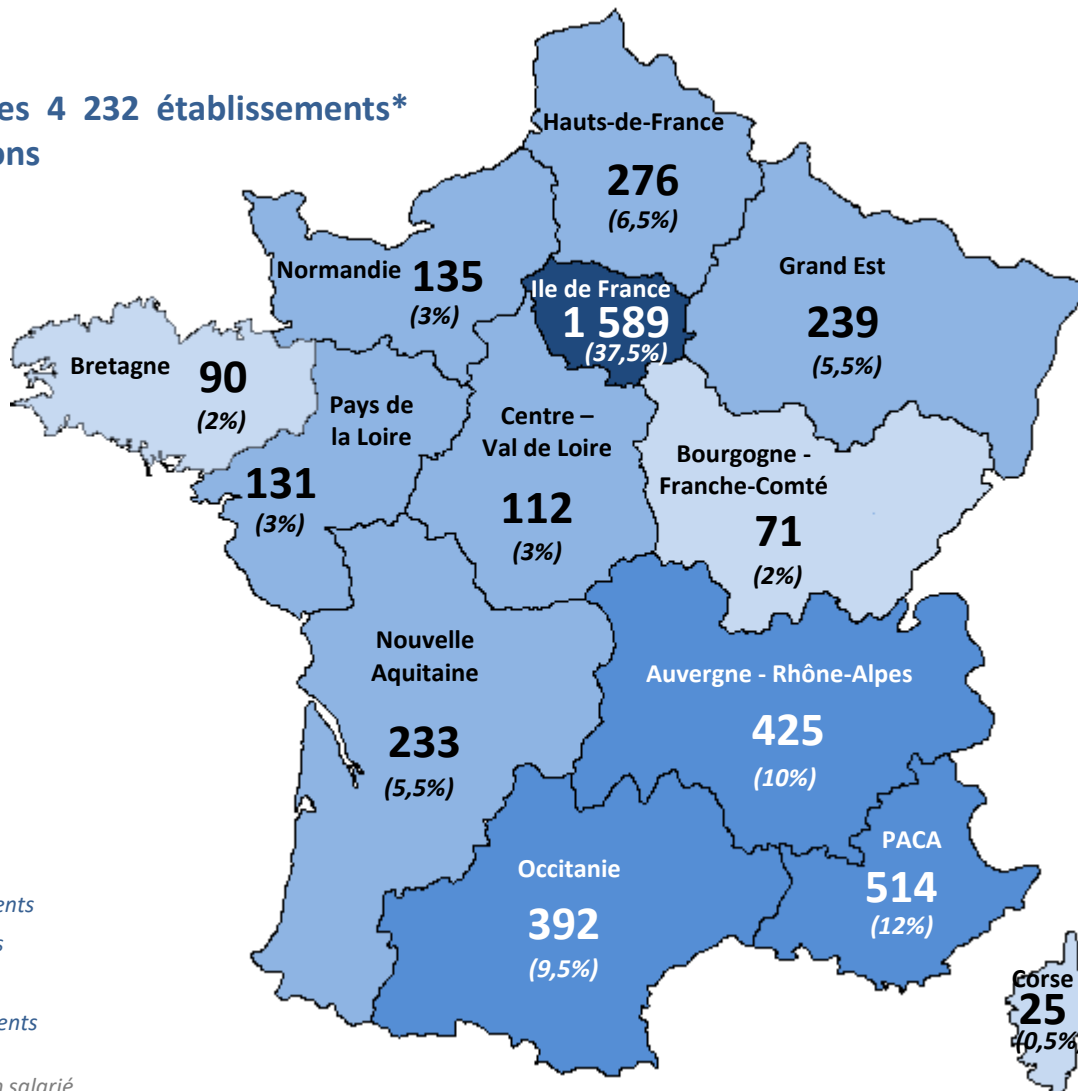 es 4 232 établissements*
ns
Hauts-de-France
276
(6,5%)
Normandie 135
(3%)
Ile de France
1 589
(37,5%)
Grand Est
239
(5,5%)
Bretagne 90
(2%)
Pays de
la Loire
131
(3%)
Centre –
Val de Loire
112
(3%)
Bourgogne -
Franche-Comté
71
(2%)
Nouvelle
Aquitaine
233
(5,5%)
Auvergne - Rhône-Alpes
425
(10%)
PACA
514
(12%)
Occitanie
392
(9,5%)
Corse
25
(0,5%
ents
s
ents
salarié